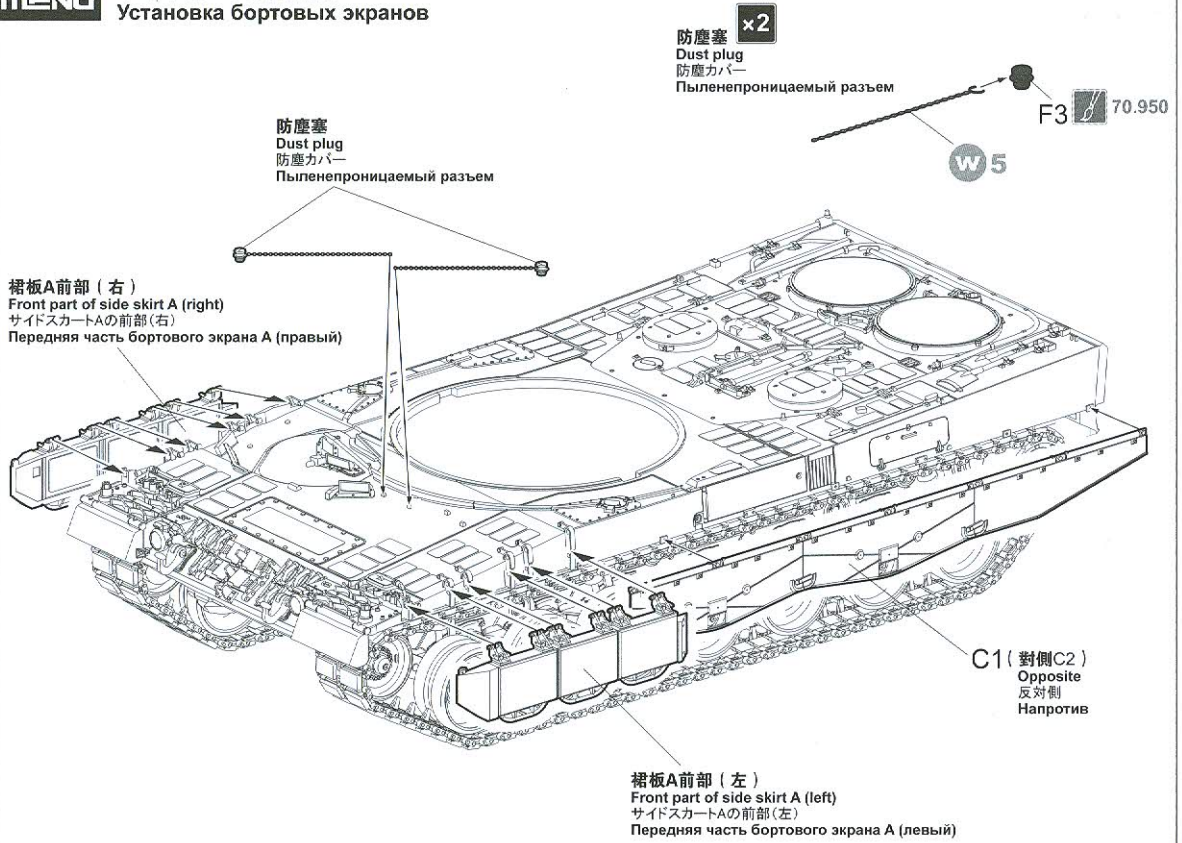 Установка бортовых экранов
防塵塞 x2
Dust plug
防塵カバー
Пыленепроницаемый разъем
F3 70.950
W 5
防塵塞
Dust plug
防塵カバー
Пыленепроницаемый разъем
裙板A前部（右）
Front part of side skirt A (right)
サイドスカートAの前部（右）
Передняя часть бортового экрана A (правый)
C1( 對側C2 )
Opposite
反対側
Напротив
裙板A前部（左）
Front part of side skirt A (left)
サイドスカートAの前部（左）
Передняя часть бортового экрана A (левый)